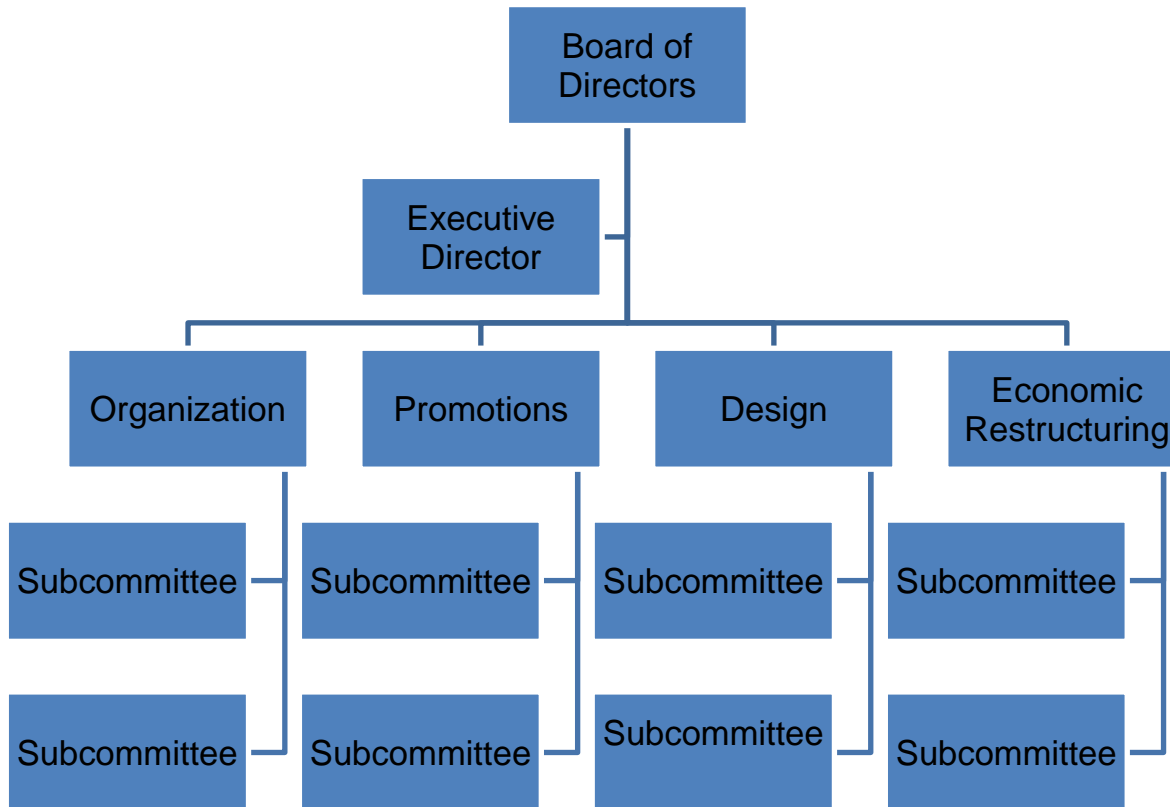 Board of
Directors
Executive
Director
Organization
Promotions
Design
Economic
Restructuring
Subcommittee
Subcommittee
Subcommittee
Subcommittee
Subcommittee
Subcommittee
Subcommittee
Subcommittee